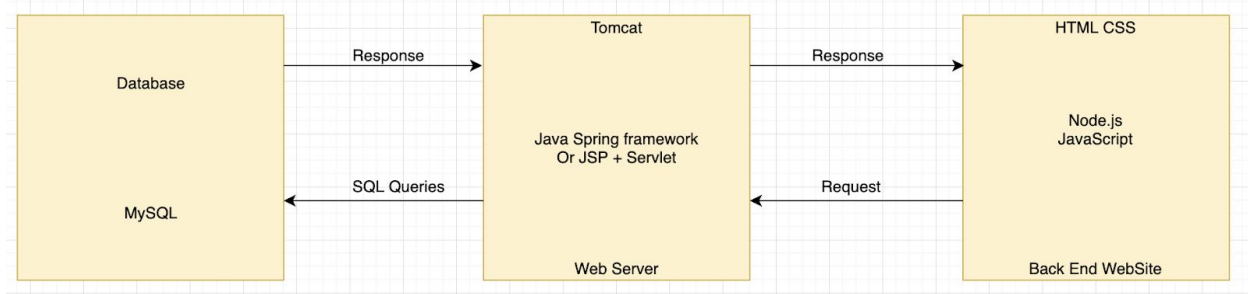 Database
MySQL
Response
SQL Queries
Tomcat
Java Spring framework
Or JSP + Servlet
Web Server
Response
Request
HTML CSS
Node.js
JavaScript
Back End WebSite